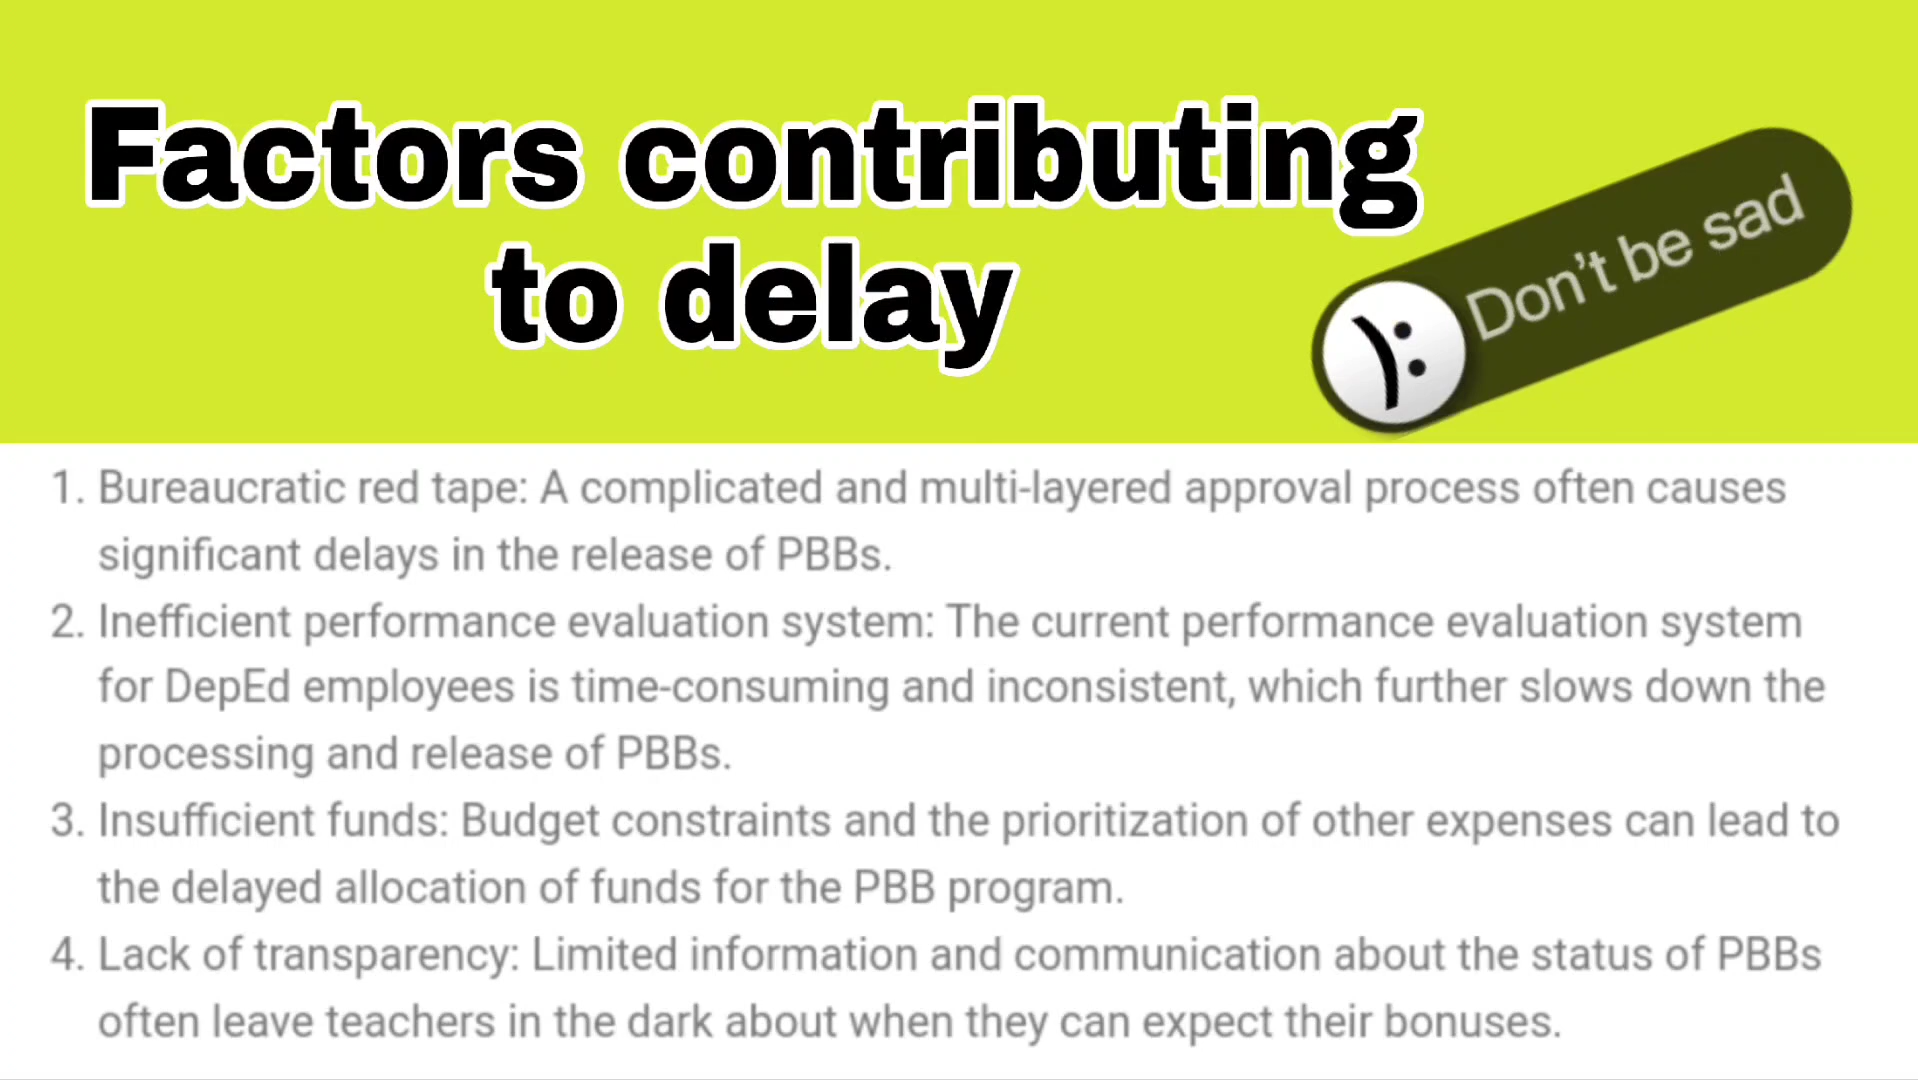 Factors contributing
to delay
Don't be sad
1. Bureaucratic red tape: A complicated and multi-layered approval process often causes
significant delays in the release of PBBs.
2. Inefficient performance evaluation system: The current performance evaluation system
for DepEd employees is time-consuming and inconsistent, which further slows down the
processing and release of PBBs.
3. Insufficient funds: Budget constraints and the prioritization of other expenses can lead to
the delayed allocation of funds for the PBB program.
4. Lack of transparency: Limited information and communication about the status of PBBs
often leave teachers in the dark about when they can expect their bonuses.